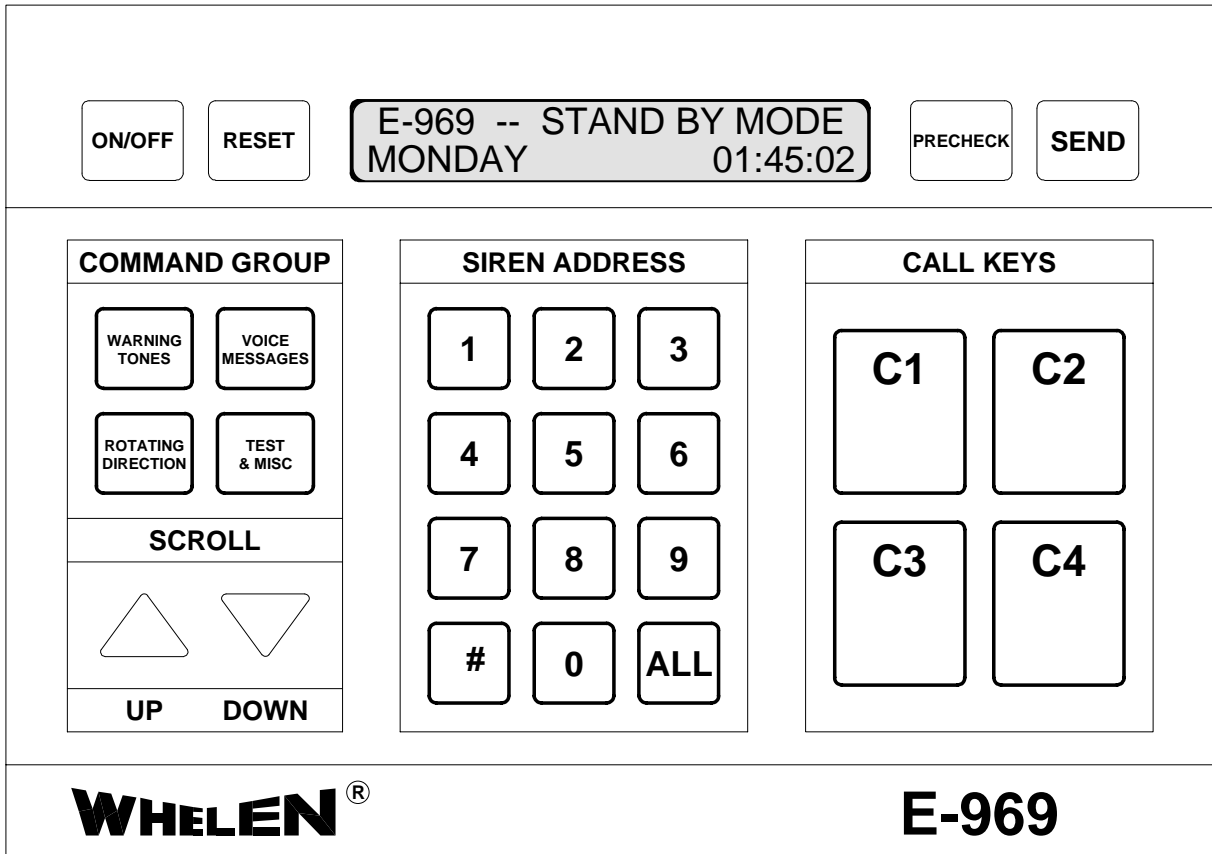 ON/OFF
RESET
E-969 -- STAND BY MODE
MONDAY 01:45:02
PRECHECK
SEND
COMMAND GROUP
WARNING
TONES
VOICE
MESSAGES
ROTATING
DIRECTION
TEST
& MISC
SCROLL
UP DOWN
SIREN ADDRESS
1 2 3
4 5 6
7 8 9
# 0 ALL
CALL KEYS
C1 C2
C3 C4
WHELEN®
E-969